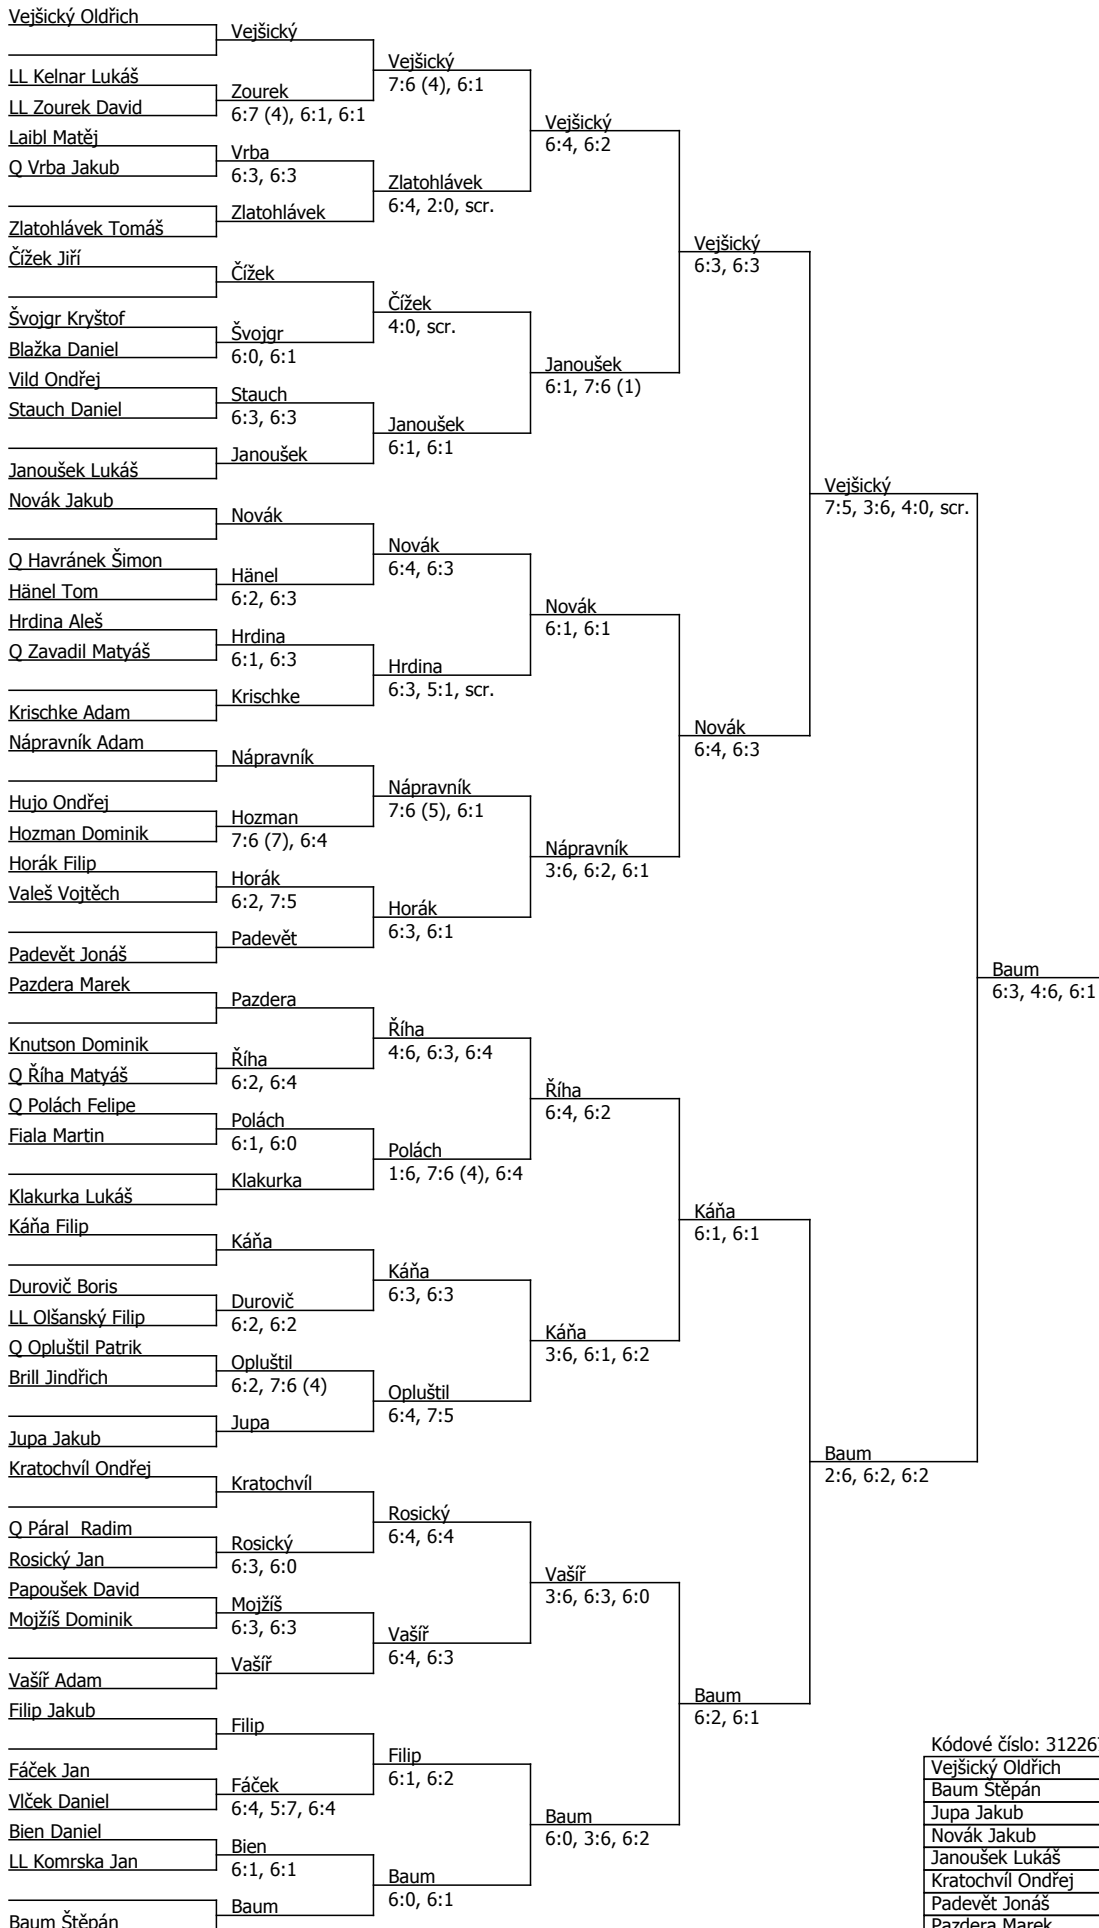 Vejšický Oldřich
LL Kelnar Lukáš
LL Zourek David
Laibl Matěj
Q Vrba Jakub
Zlatohlávek Tomáš
Čížek Jiří
Švojgr Kryštof
Blažka Daniel
Vild Ondřej
Stauch Daniel
Janoušek Lukáš
Novák Jakub
Q Havránek Šimon
Hänel Tom
Hrdina Aleš
Q Zavadil Matyáš
Krischke Adam
Nápravník Adam
Hujo Ondřej
Hozman Dominik
Horák Filip
Valeš Vojtěch
Padevět Jonáš
Pazdera Marek
Knutson Dominik
Q Říha Matyáš
Q Polách Felipe
Fiala Martin
Klakurka Lukáš
Káňa Filip
Durovič Boris
LL Olšanský Filip
Q Opluštil Patrik
Brill Jindřich
Jupa Jakub
Kratochvíl Ondřej
Q Páral  Radim
Rosický Jan
Papoušek David
Mojžíš Dominik
Vašíř Adam
Filip Jakub
Fáček Jan
Vlček Daniel
Bien Daniel
LL Komrska Jan
Baum Štěpán
Vejšický
Zourek
6:7 (4), 6:1, 6:1
Vrba
6:3, 6:3
Zlatohlávek
Čížek
Švojgr
6:0, 6:1
Stauch
6:3, 6:3
Janoušek
Novák
Hänel
6:2, 6:3
Hrdina
6:1, 6:3
Krischke
Nápravník
Hozman
7:6 (7), 6:4
Horák
6:2, 7:5
Padevět
Pazdera
Říha
6:2, 6:4
Polách
6:1, 6:0
Klakurka
Káňa
Durovič
6:2, 6:2
Opluštil
6:2, 7:6 (4)
Jupa
Kratochvíl
Rosický
6:3, 6:0
Mojžíš
6:3, 6:3
Vašíř
Filip
Fáček
6:4, 5:7, 6:4
Bien
6:1, 6:1
Baum
Vejšický
7:6 (4), 6:1
Zlatohlávek
6:4, 2:0, scr.
Čížek
4:0, scr.
Janoušek
6:1, 6:1
Novák
6:4, 6:3
Hrdina
6:3, 5:1, scr.
Nápravník
7:6 (5), 6:1
Horák
6:3, 6:1
Říha
4:6, 6:3, 6:4
Polách
1:6, 7:6 (4), 6:4
Káňa
6:3, 6:3
Opluštil
6:4, 7:5
Rosický
6:4, 6:4
Vašíř
6:4, 6:3
Filip
6:1, 6:2
Baum
6:0, 6:1
Vejšický
6:4, 6:2
Janoušek
6:1, 7:6 (1)
Novák
6:1, 6:1
Nápravník
3:6, 6:2, 6:1
Říha
6:4, 6:2
Káňa
3:6, 6:1, 6:2
Vašíř
3:6, 6:3, 6:0
Baum
6:0, 3:6, 6:2
Vejšický
6:3, 6:3
Novák
6:4, 6:3
Káňa
6:1, 6:1
Baum
6:2, 6:1
Vejšický
7:5, 3:6, 4:0, scr.
Baum
2:6, 6:2, 6:2
Baum
6:3, 4:6, 6:1
Kódové číslo: 31226
Vejšický Oldřich
Baum Štěpán
Jupa Jakub
Novák Jakub
Janoušek Lukáš
Kratochvíl Ondřej
Padevět Jonáš
Pazdera Marek